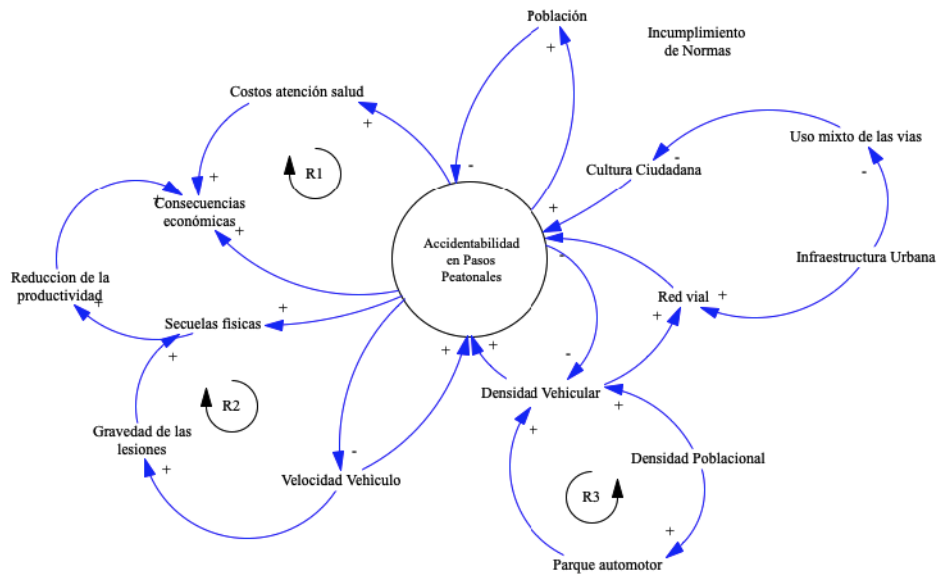 Población
Incumplimiento
de Normas
+
Costos atención salud
+
Uso mixto de las vias
-
-
-
Cultura Ciudadana
R1
+
+
Consecuencias
económicas
+
+
Accidentabilidad
en Pasos
Peatonales
-
Infraestructura Urbana
Reduccion de la
productividad
+
Red vial
+
+
+
Secuelas fisicas
+
+
+
+
-
Densidad Vehicular
R2
+
+
Gravedad de las
lesiones
+
-
Velocidad Vehìculo
Densidad Poblacional
R3
+
Parque automotor